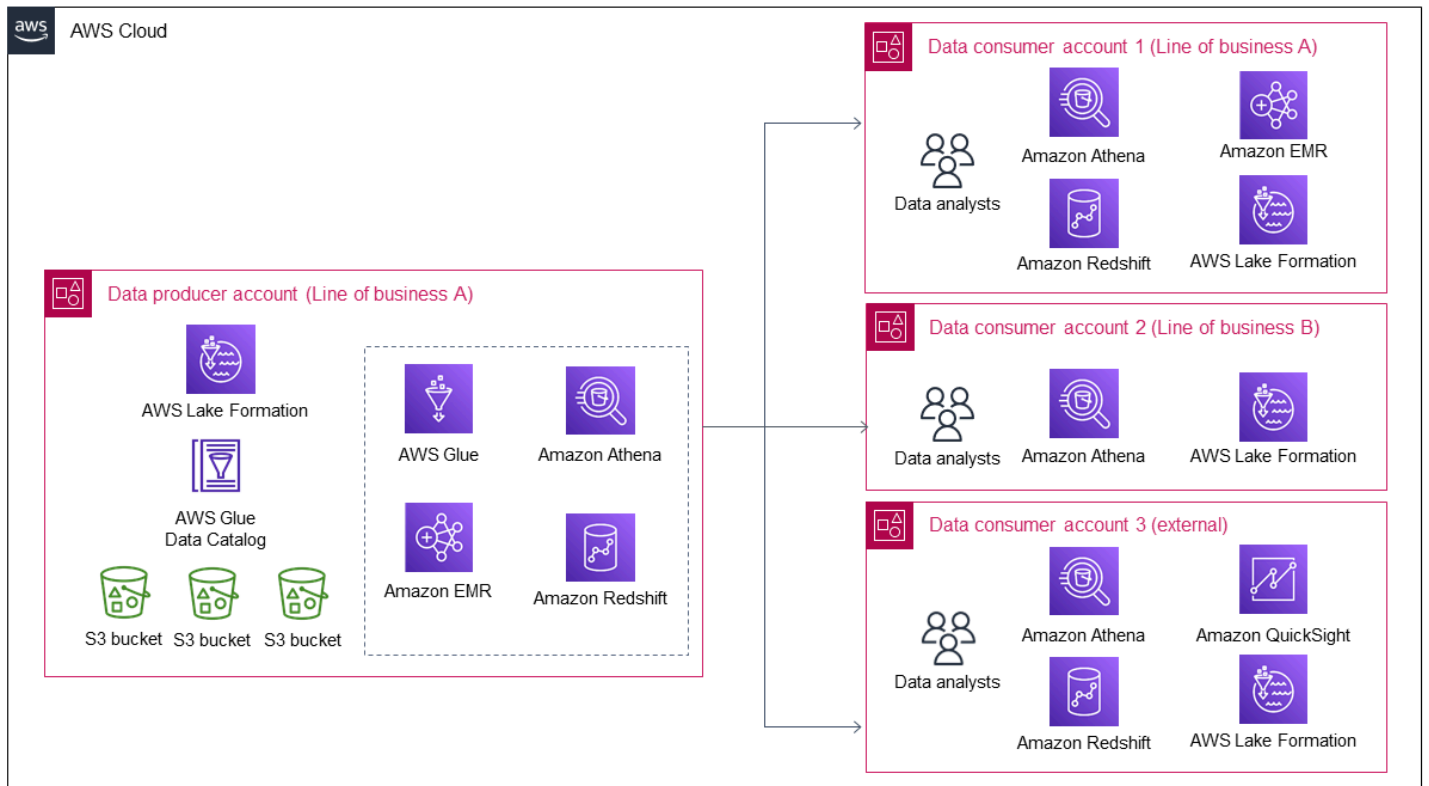 aws
AWS Cloud
Data producer account (Line of business A)
AWS Lake Formation
AWS Glue
Data Catalog
S3 bucket
S3 bucket
S3 bucket
AWS Glue
Amazon Athena
Amazon EMR
Amazon Redshift
Data consumer account 1 (Line of business A)
Data analysts
Amazon Athena
Amazon EMR
Amazon Redshift
AWS Lake Formation
Data consumer account 2 (Line of business B)
Data analysts
Amazon Athena
AWS Lake Formation
Data consumer account 3 (external)
Data analysts
Amazon Athena
Amazon QuickSight
Amazon Redshift
AWS Lake Formation